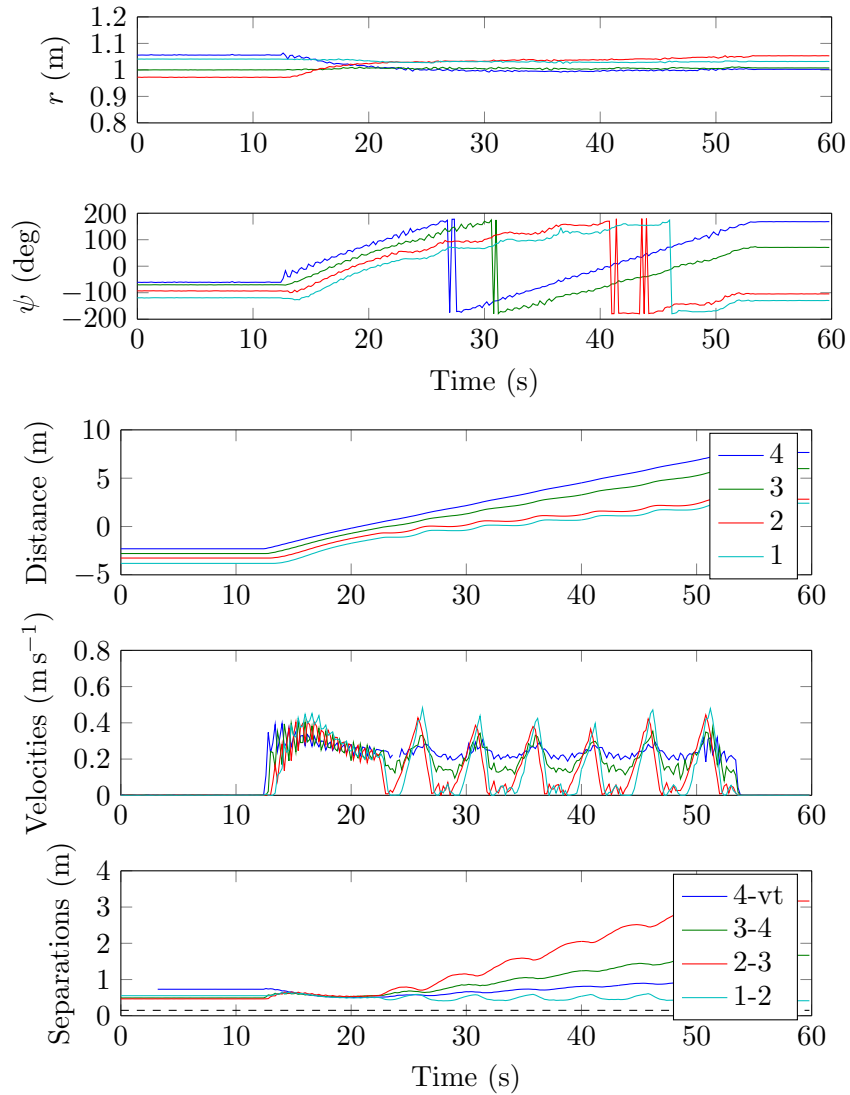 r (m)
1.2
1.1
1
0.9
0.8
0 10 20 30 40 50 60
ψ (deg)
200
100
0
−100
−200
0 10 20 30 40 50 60
Time (s)
Distance (m)
10
5
0
−5
0 10 20 30 40 50 60
4
3
2
1
Velocities (m s⁻¹)
0.8
0.6
0.4
0.2
0
0 10 20 30 40 50 60
Separations (m)
4
3
2
1
0
0 10 20 30 40 50 60
4-vt
3-4
2-3
1-2
Time (s)